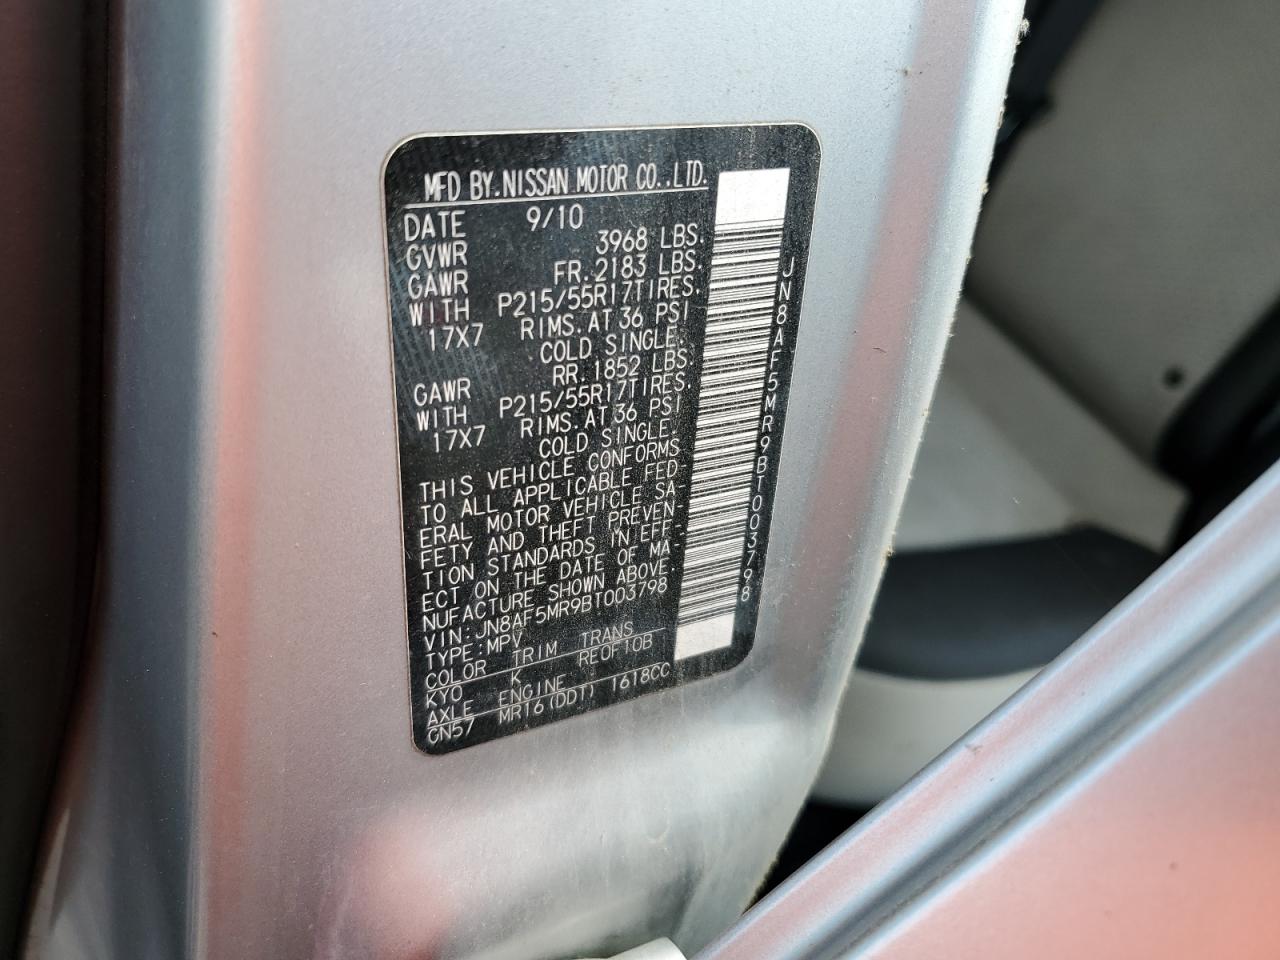 MFD BY.NISSAN MOTOR CO.,LTD.
DATE 9/10
GVWR 3968 LBS.
GAWR FR.2183 LBS.
WITH P215/55R17TIRES.
17X7 RIMS.AT 36 PSI
COLD SINGLE.
GAWR RR.1852 LBS.
WITH P215/55R17TIRES.
17X7 RIMS.AT 36 PSI
COLD SINGLE.
THIS VEHICLE CONFORMS
TO ALL APPLICABLE FED
ERAL MOTOR VEHICLE SA
FETY AND THEFT PREVEN
TION STANDARDS IN EFF
ECT ON THE DATE OF MA
NUFACTURE SHOWN ABOVE.
VIN:JN8AF5MR9BT003798
TYPE:MPV
COLOR TRIM TRANS
KY0 K RE0F10B
AXLE ENGINE
GN57 MR16(DDT) 1618CC
JN8AF5MR9BT003798